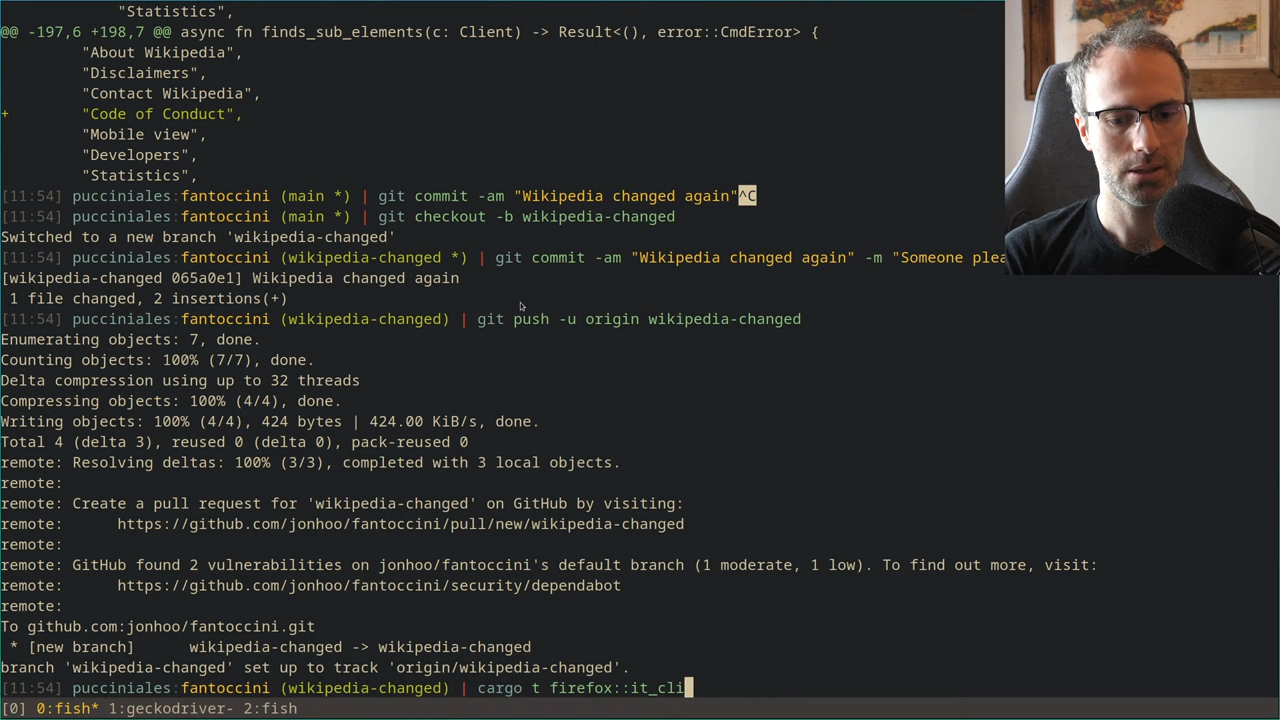 "Statistics",
@@ -197,6 +198,7 @@ async fn finds_sub_elements(c: Client) -> Result<(), error::CmdError> {
"About Wikipedia",
"Disclaimers",
"Contact Wikipedia",
+ "Code of Conduct",
"Mobile view",
"Developers",
"Statistics",
[11:54] pucciniales:fantoccini (main *) | git commit -am "Wikipedia changed again"^C
[11:54] pucciniales:fantoccini (main *) | git checkout -b wikipedia-changed
Switched to a new branch 'wikipedia-changed'
[11:54] pucciniales:fantoccini (wikipedia-changed *) | git commit -am "Wikipedia changed again" -m "Someone plea
[wikipedia-changed 065a0e1] Wikipedia changed again
1 file changed, 2 insertions(+)
[11:54] pucciniales:fantoccini (wikipedia-changed) | git push -u origin wikipedia-changed
Enumerating objects: 7, done.
Counting objects: 100% (7/7), done.
Delta compression using up to 32 threads
Compressing objects: 100% (4/4), done.
Writing objects: 100% (4/4), 424 bytes | 424.00 KiB/s, done.
Total 4 (delta 3), reused 0 (delta 0), pack-reused 0
remote: Resolving deltas: 100% (3/3), completed with 3 local objects.
remote:
remote: Create a pull request for 'wikipedia-changed' on GitHub by visiting:
remote: https://github.com/jonhoo/fantoccini/pull/new/wikipedia-changed
remote:
remote: GitHub found 2 vulnerabilities on jonhoo/fantoccini's default branch (1 moderate, 1 low). To find out more, visit:
remote: https://github.com/jonhoo/fantoccini/security/dependabot
remote:
To github.com:jonhoo/fantoccini.git
* [new branch] wikipedia-changed -> wikipedia-changed
branch 'wikipedia-changed' set up to track 'origin/wikipedia-changed'.
[11:54] pucciniales:fantoccini (wikipedia-changed) | cargo t firefox::it_cli
[0] 0:fish* 1:geckodriver- 2:fish